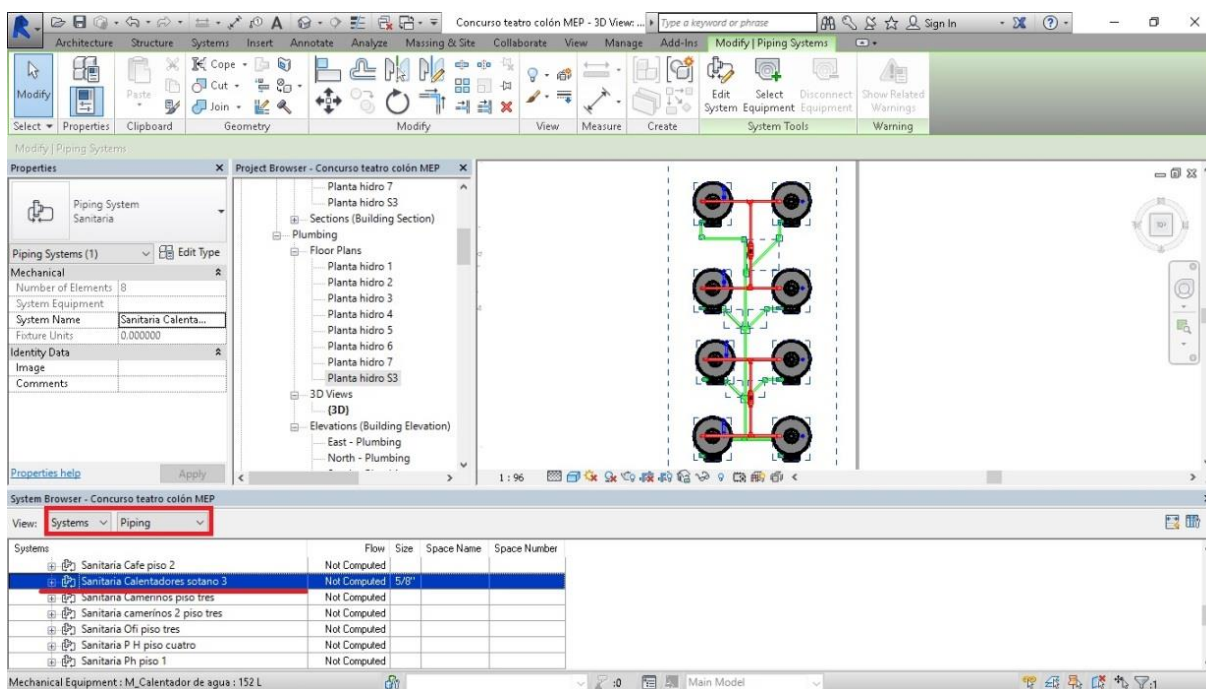 Concurso teatro colón MEP - 3D View: ...
Type a keyword or phrase
Sign In
Architecture Structure Systems Insert Annotate Analyze Massing & Site Collaborate View Manage Add-Ins Modify | Piping Systems
Modify
Paste
Cope
Cut
Join
Edit System
Select Equipment
Disconnect Equipment
Show Related Warnings
Select Properties Clipboard Geometry Modify View Measure Create System Tools Warning
Modify | Piping Systems
Properties
Piping System
Sanitaria
Piping Systems (1)
Edit Type
Mechanical
Number of Elements 8
System Equipment
System Name Sanitaria Calenta...
Fixture Units 0.000000
Identity Data
Image
Comments
Properties help
Apply
Project Browser - Concurso teatro colón MEP
Planta hidro 7
Planta hidro S3
Sections (Building Section)
Plumbing
Floor Plans
Planta hidro 1
Planta hidro 2
Planta hidro 3
Planta hidro 4
Planta hidro 5
Planta hidro 6
Planta hidro 7
Planta hidro S3
3D Views
(3D)
Elevations (Building Elevation)
East - Plumbing
North - Plumbing
TOP
1 : 96
System Browser - Concurso teatro colón MEP
View: Systems Piping
Systems Flow Size Space Name Space Number
Sanitaria Cafe piso 2 Not Computed
Sanitaria Calentadores sotano 3 Not Computed 5/8"
Sanitaria Camerinos piso tres Not Computed
Sanitaria camerínos 2 piso tres Not Computed
Sanitaria Ofi piso tres Not Computed
Sanitaria P H piso cuatro Not Computed
Sanitaria Ph piso 1 Not Computed
Mechanical Equipment : M_Calentador de agua : 152 L
:0
Main Model
:1